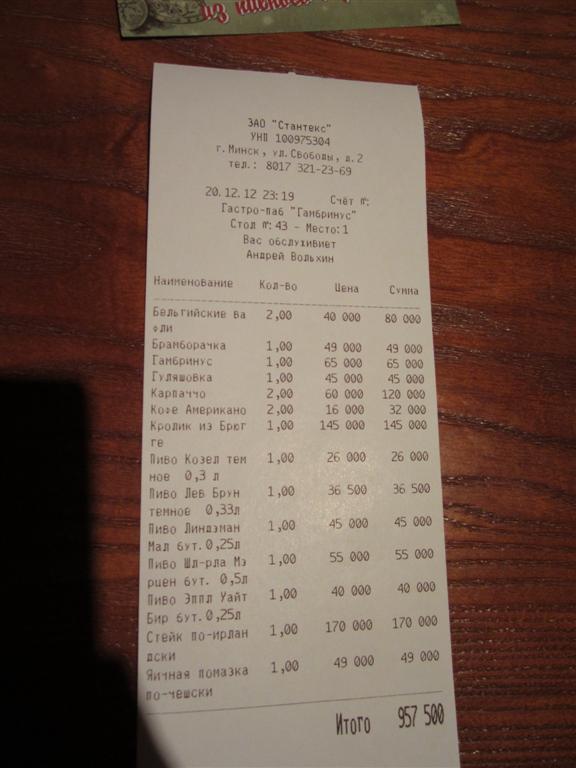 из
ЗАО "Стантекс"
УНП 100975304
г.Минск, ул.Свободы, д.2
тел.: 8017 321-23-69
20.12.12 23:19 Счёт №:
Гастро-паб "Гамбринус"
Стол №:43 - Место:1
Вас обслуживает
Андрей Вольхин
Наименование Кол-во Цена Сумма
Бельгийские ва 2,00 40 000 80 000
фли
Брамборачка 1,00 49 000 49 000
Гамбринус 1,00 65 000 65 000
Гуляшовка 1,00 45 000 45 000
Карпаччо 2,00 60 000 120 000
Кофе Американо 2,00 16 000 32 000
Кролик из Брюг 1,00 145 000 145 000
ге
Пиво Козел тем 1,00 26 000 26 000
ное 0,3 л
Пиво Лев Брун 1,00 36 500 36 500
темное 0,33л
Пиво Линдэман 1,00 45 000 45 000
Мал бут.0,25л
Пиво Шл-рла Мэ 1,00 55 000 55 000
рцен бут. 0,5л
Пиво Эппл Уайт 1,00 40 000 40 000
Бир бут.0,25л
Стейк по-ирлан 1,00 170 000 170 000
дски
Яичная помазка 1,00 49 000 49 000
по-чешски
Итого 957 500